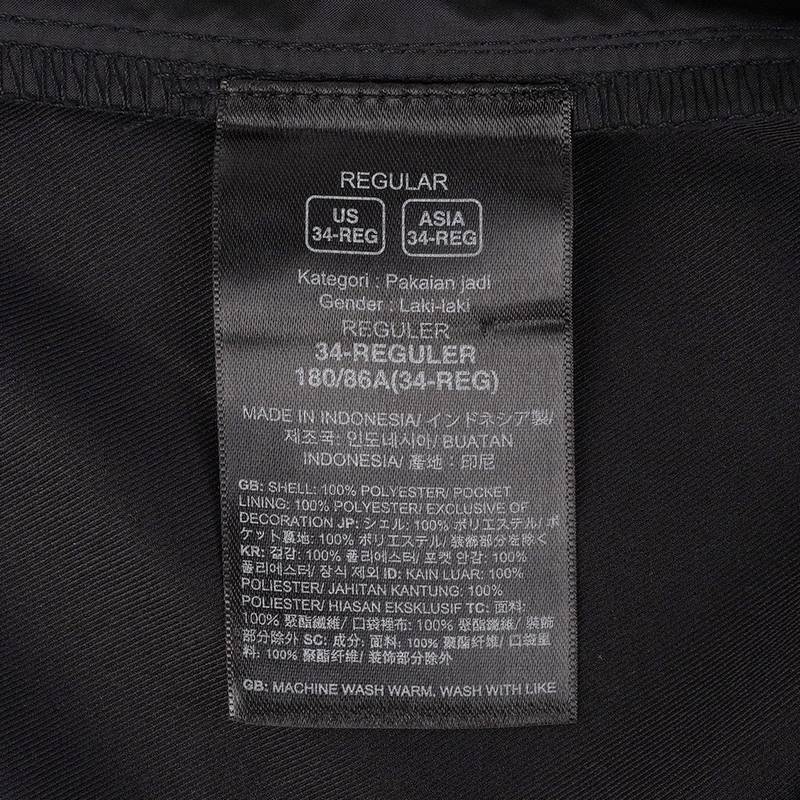 REGULAR
US ASIA
34-REG 34-REG
Kategori : Pakaian jadi
Gender : Laki-laki
REGULER
34-REGULER
180/86A(34-REG)
MADE IN INDONESIA/ インドネシア製/
제조국: 인도네시아/ BUATAN
INDONESIA/ 產地：印尼
GB: SHELL: 100% POLYESTER/ POCKET
LINING: 100% POLYESTER/ EXCLUSIVE OF
DECORATION JP: シェル: 100% ポリエステル/ ポ
ケット裏地: 100% ポリエステル/ 装飾部分を除く
KR: 겉감: 100% 폴리에스터/ 포켓 안감: 100%
폴리에스터/ 장식 제외 ID: KAIN LUAR: 100%
POLIESTER/ JAHITAN KANTUNG: 100%
POLIESTER/ HIASAN EKSKLUSIF TC: 面料:
100% 聚酯纖維/ 口袋裡布: 100% 聚酯纖維/ 裝飾
部分除外 SC: 成分: 面料: 100% 聚酯纤维/ 口袋里
料: 100% 聚酯纤维/ 装饰部分除外
GB: MACHINE WASH WARM. WASH WITH LIKE